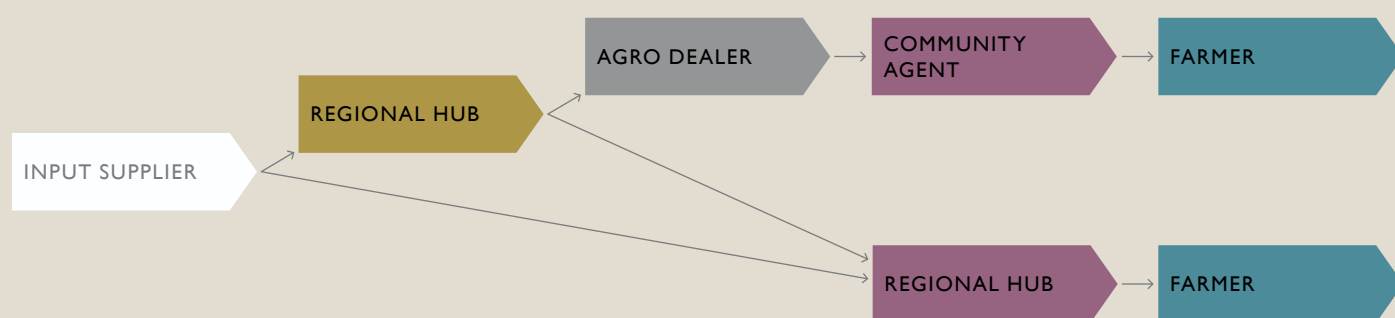 AGRO DEALER
COMMUNITY
AGENT
FARMER
REGIONAL HUB
INPUT SUPPLIER
REGIONAL HUB
FARMER